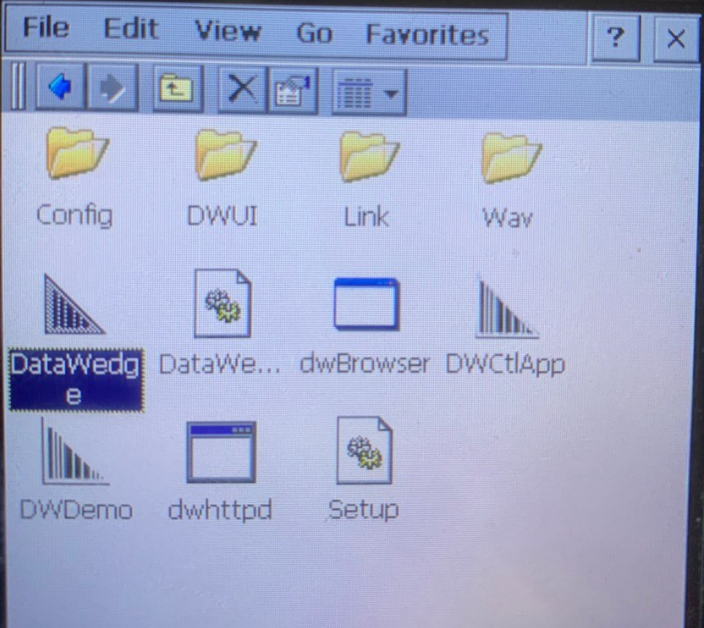 File Edit View Go Favorites ? ×
Config DWUI Link Wav
DataWedg
e
DataWe... dwBrowser DWCtlApp
DWDemo dwhttpd Setup